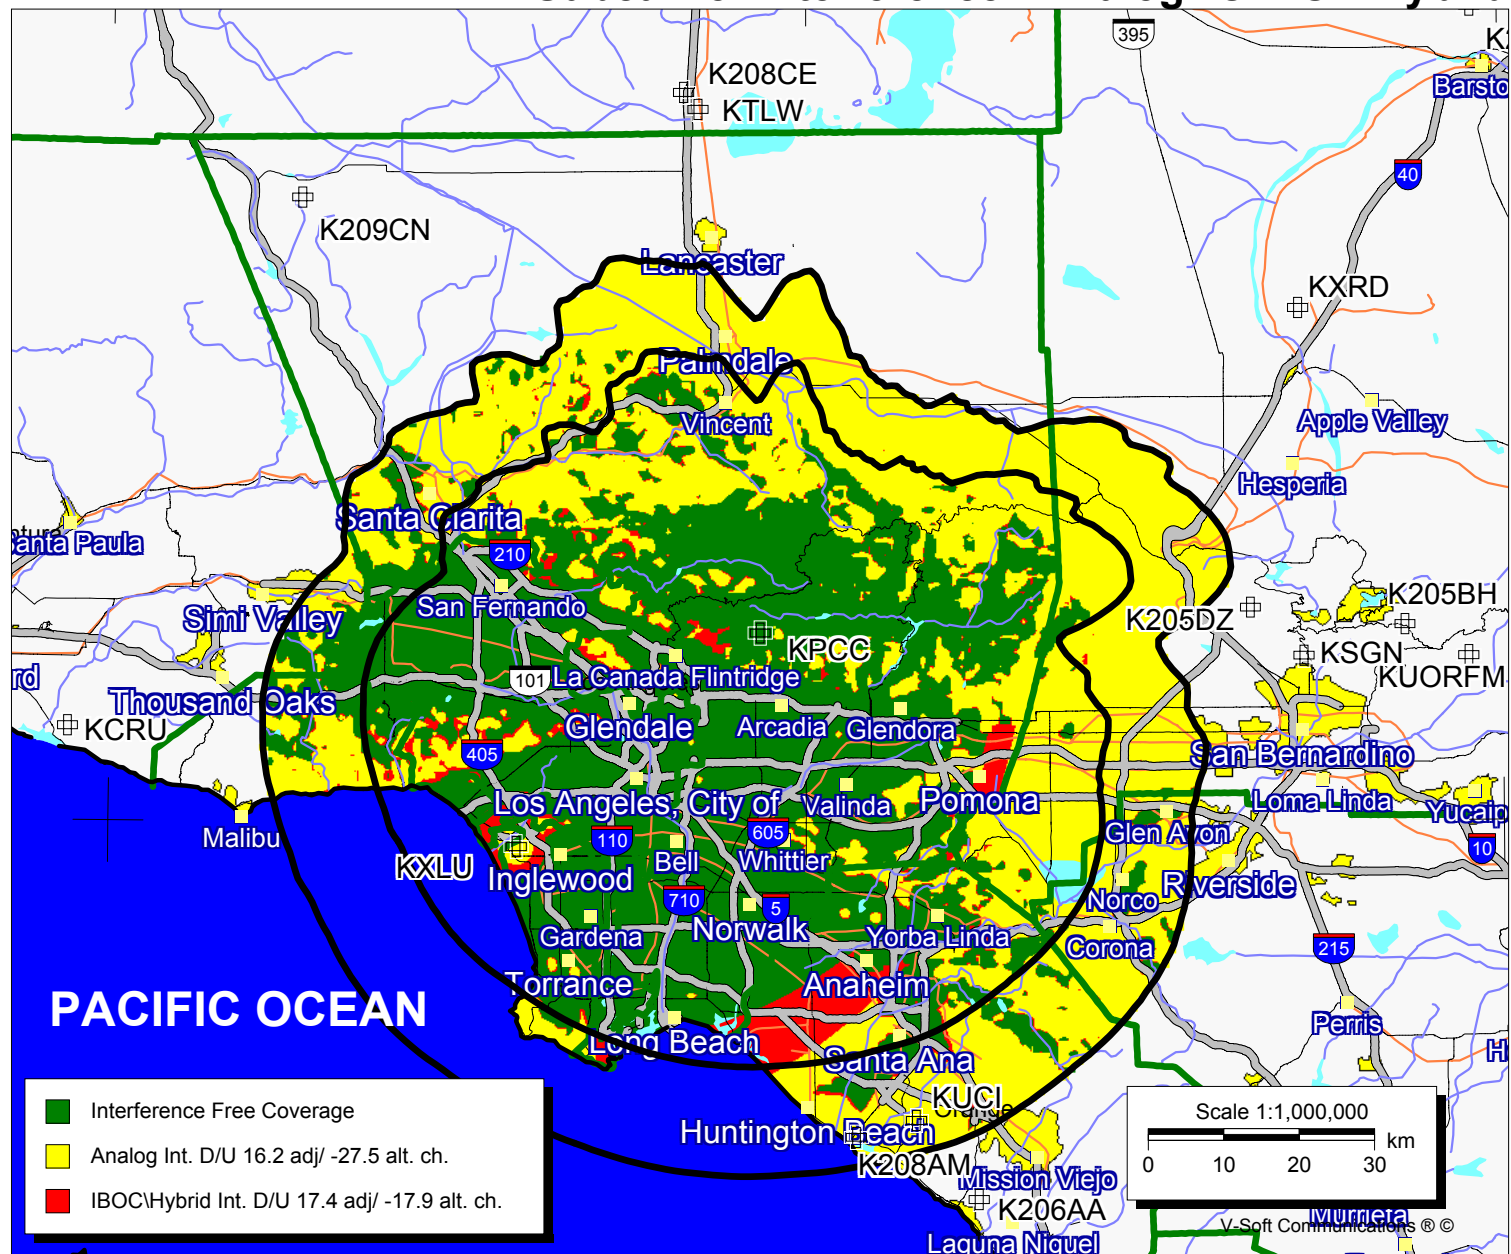 395
K208CE
KTLW
Barsto
40
K209CN
Lancaster
KXRD
Palmdale
Vincent
Apple Valley
Hesperia
Santa Clarita
anta Paula
210
San Fernando
Simi Valley
K205DZ
K205BH
KPCC
KSGN
KUORFM
101
La Canada Flintridge
rd
Thousand Oaks
KCRU
Glendale
Arcadia
Glendora
405
San Bernardino
Los Angeles, City of
Valinda
Pomona
Loma Linda
Yucaip
Malibu
110
605
Glen Avon
10
KXLU
Inglewood
Bell
Whittier
Riverside
710
5
Norco
Norwalk
Gardena
Yorba Linda
Corona
215
Torrance
Anaheim
PACIFIC OCEAN
Perris
Long Beach
Santa Ana
H
KUCI
Orange
Huntington Beach
K208AM
Mission Viejo
K206AA
Laguna Niguel
Murrieta
Interference Free Coverage
Analog Int. D/U 16.2 adj/ -27.5 alt. ch.
IBOC\Hybrid Int. D/U 17.4 adj/ -17.9 alt. ch.
Scale 1:1,000,000
km
0 10 20 30
V-Soft Communications ® ©